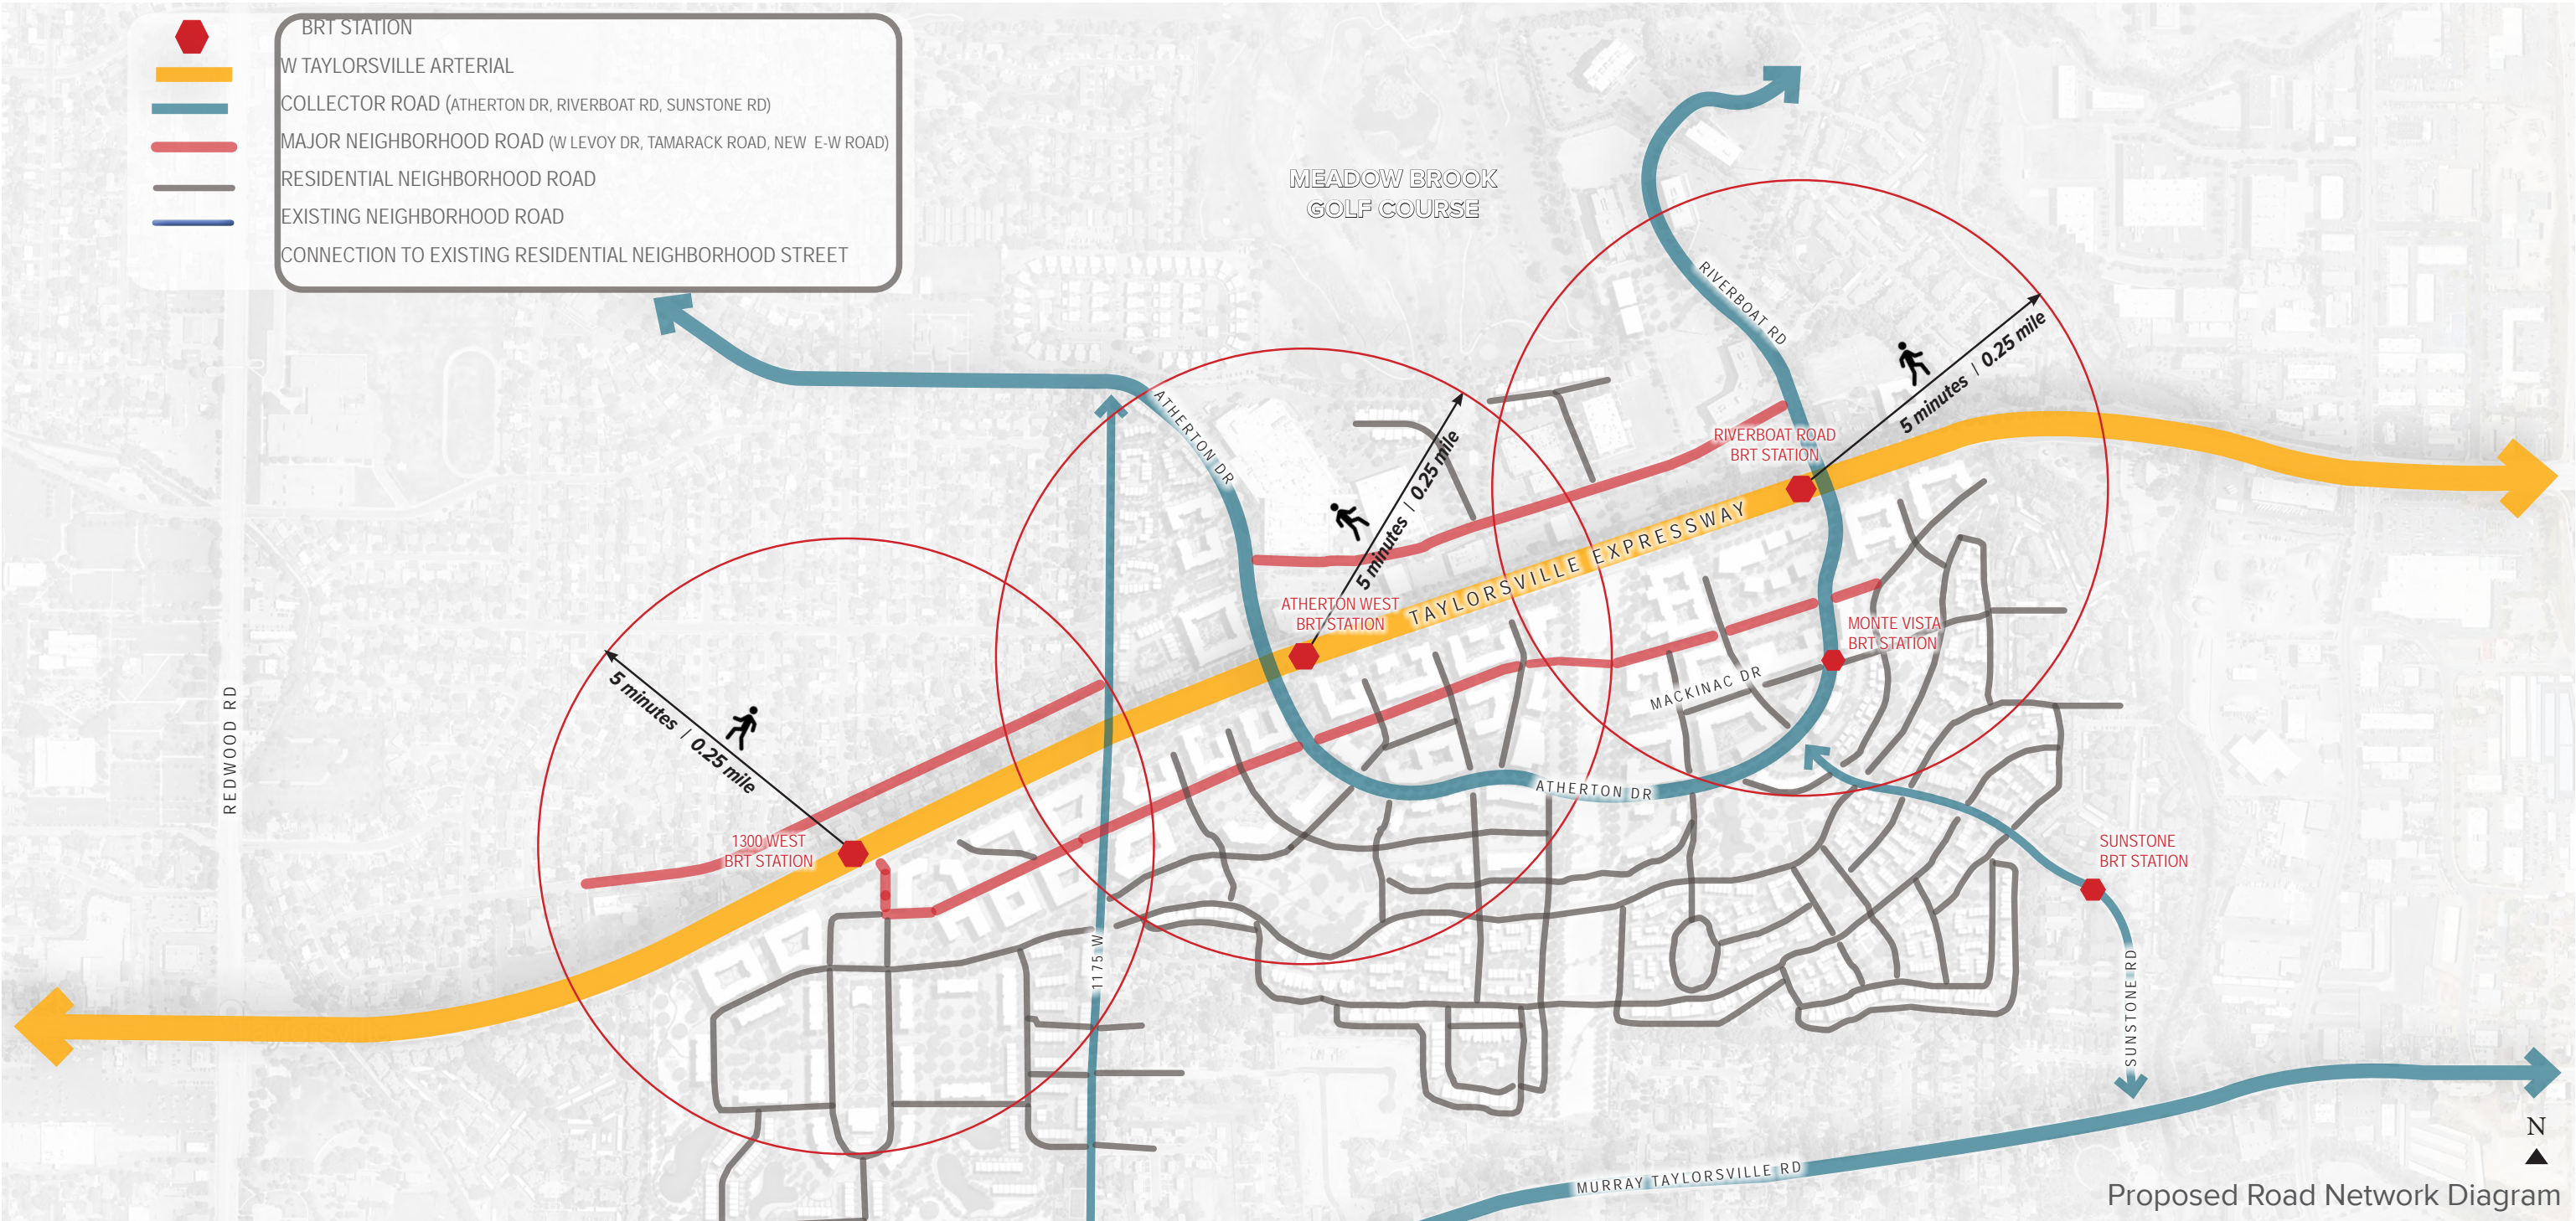 BRT STATION
W TAYLORSVILLE ARTERIAL
COLLECTOR ROAD (ATHERTON DR, RIVERBOAT RD, SUNSTONE RD)
MAJOR NEIGHBORHOOD ROAD (W LEVOY DR, TAMARACK ROAD, NEW E-W ROAD)
RESIDENTIAL NEIGHBORHOOD ROAD
EXISTING NEIGHBORHOOD ROAD
CONNECTION TO EXISTING RESIDENTIAL NEIGHBORHOOD STREET
MEADOW BROOK
GOLF COURSE
RIVERBOAT RD
5 minutes | 0.25 mile
ATHERTON DR
5 minutes | 0.25 mile
RIVERBOAT ROAD
BRT STATION
TAYLORSVILLE EXPRESSWAY
ATHERTON WEST
BRT STATION
MONTE VISTA
BRT STATION
MACKINAC DR
REDWOOD RD
5 minutes | 0.25 mile
ATHERTON DR
1300 WEST
BRT STATION
SUNSTONE
BRT STATION
1175 W
SUNSTONE RD
MURRAY TAYLORSVILLE RD
N
Proposed Road Network Diagram